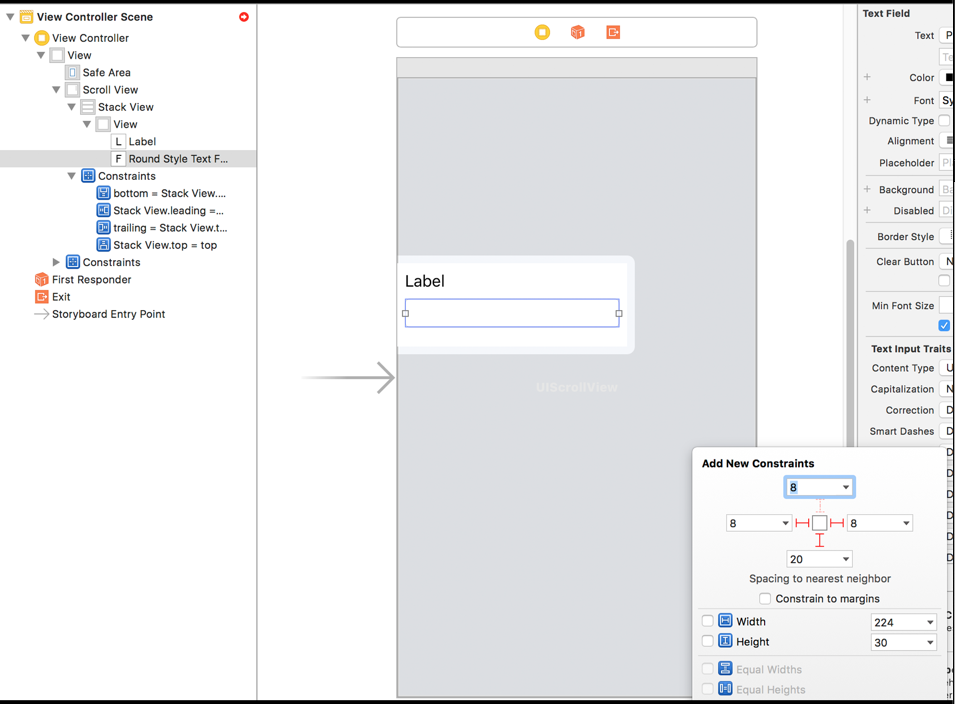 View Controller Scene
View Controller
View
Safe Area
Scroll View
Stack View
View
L Label
F Round Style Text F...
Constraints
bottom = Stack View....
Stack View.leading =...
trailing = Stack View.t...
Stack View.top = top
Constraints
First Responder
Exit
Storyboard Entry Point
Label
UIScrollView
Text Field
Text P
Te
Color
Font Sy
Dynamic Type
Alignment
Placeholder Pl
Background Ba
Disabled Di
Border Style
Clear Button N
Min Font Size
Text Input Traits
Content Type U
Capitalization N
Correction D
Smart Dashes D
Add New Constraints
8
8 8
20
Spacing to nearest neighbor
Constrain to margins
Width 224
Height 30
Equal Widths
Equal Heights